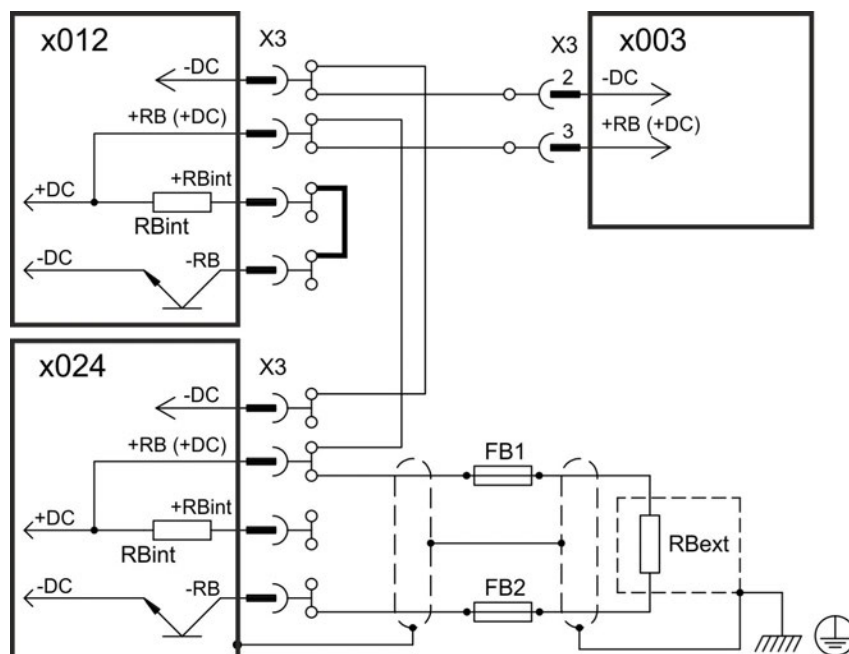 x012
X3
-DC
+RB (+DC)
+RBint
+DC
RBint
-DC
-RB
X3
x003
2
-DC
3
+RB (+DC)
x024
X3
-DC
+RB (+DC)
+RBint
+DC
RBint
-DC
-RB
FB1
FB2
RBext